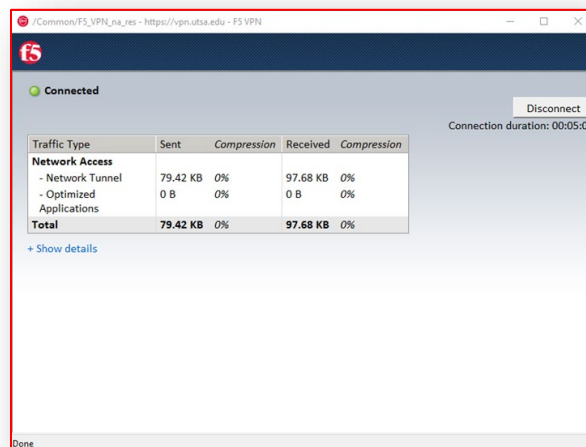 /Common/F5_VPN_na_res - https://vpn.utsa.edu - F5 VPN
f5
Connected
Disconnect
Connection duration: 00:05:0
Traffic Type Sent Compression Received Compression
Network Access
- Network Tunnel 79.42 KB 0% 97.68 KB 0%
- Optimized 0 B 0% 0 B 0%
Applications
Total 79.42 KB 0% 97.68 KB 0%
+ Show details
Done